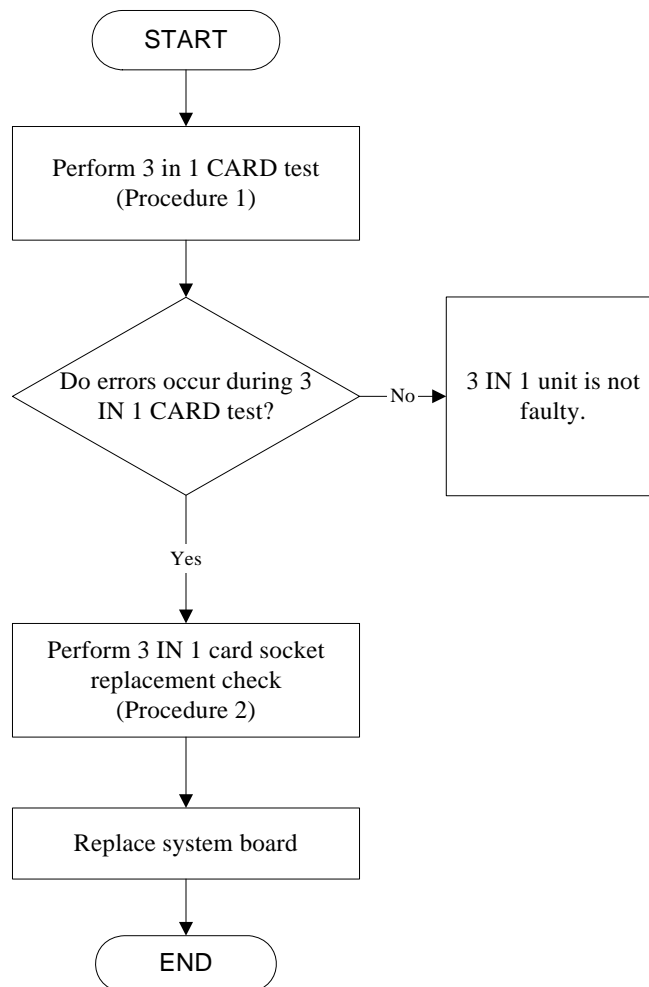 START
Perform 3 in 1 CARD test
(Procedure 1)
Do errors occur during 3
IN 1 CARD test?
No
3 IN 1 unit is not
faulty.
Yes
Perform 3 IN 1 card socket
replacement check
(Procedure 2)
Replace system board
END